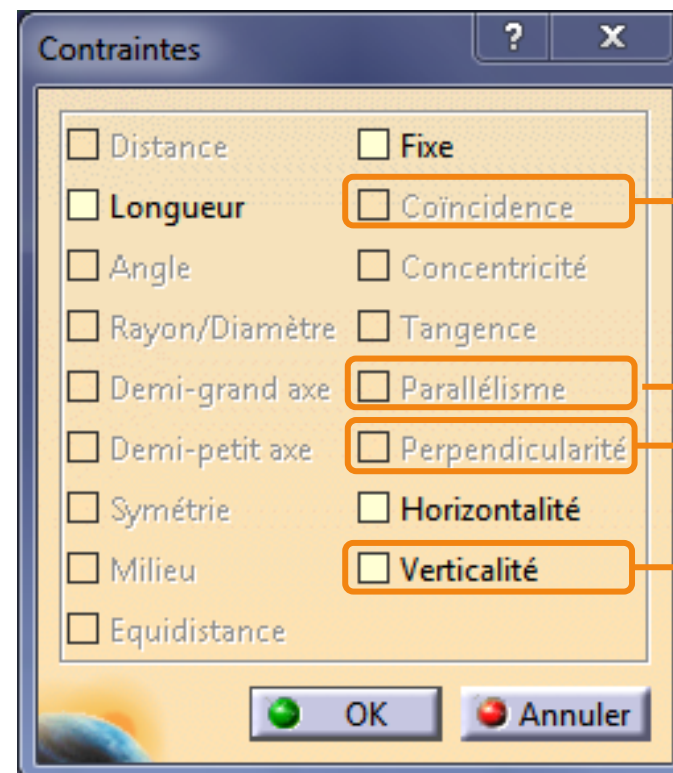 Contraintes ? x
Distance Fixe
Longueur Coïncidence
Angle Concentricité
Rayon/Diamètre Tangence
Demi-grand axe Parallélisme
Demi-petit axe Perpendicularité
Symétrie Horizontalité
Milieu Verticalité
Equidistance
OK Annuler